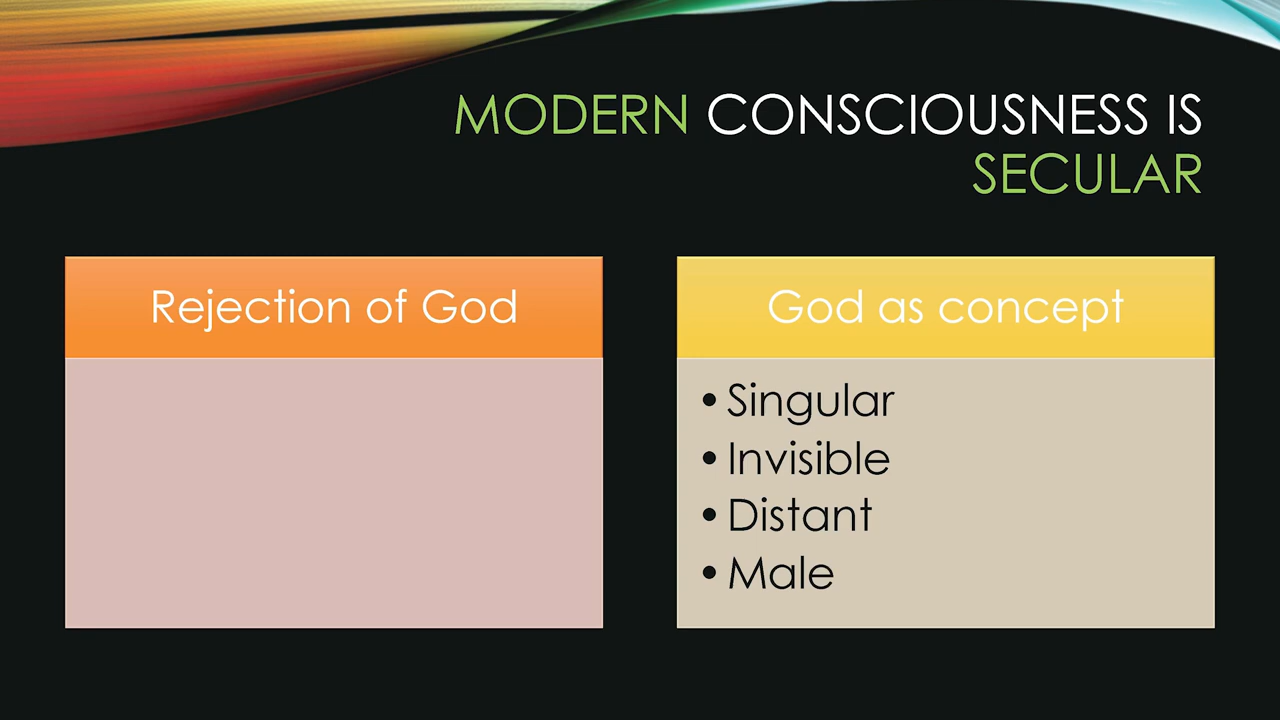 MODERN CONSCIOUSNESS IS
SECULAR
Rejection of God
God as concept
• Singular
• Invisible
• Distant
• Male